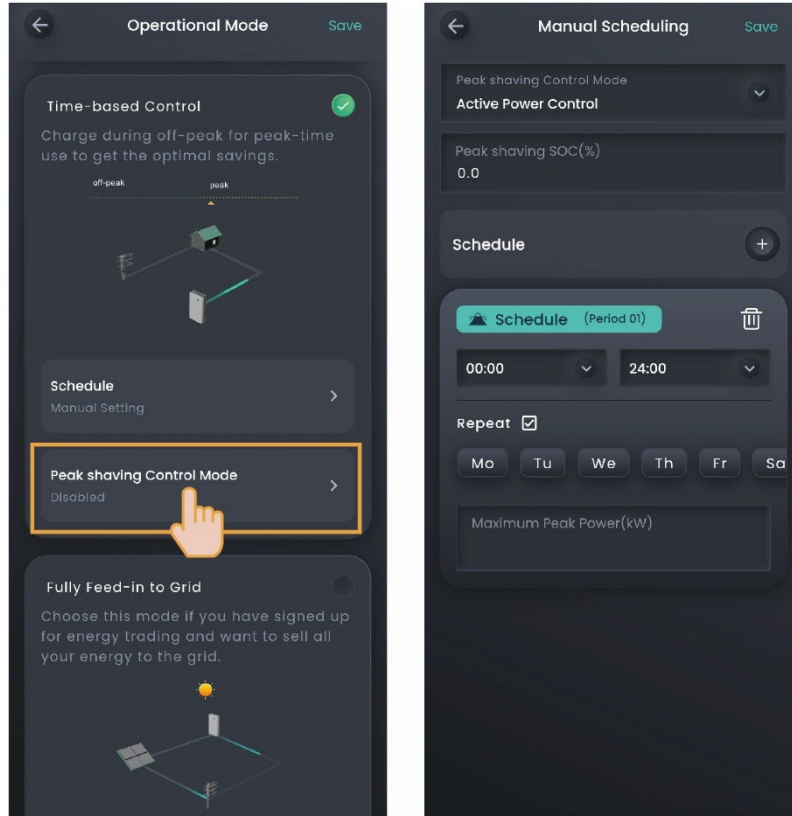 Operational Mode
Save
Time-based Control
Charge during off-peak for peak-time
use to get the optimal savings.
off-peak
peak
Schedule
Manual Setting
Peak shaving Control Mode
Disabled
Fully Feed-in to Grid
Choose this mode if you have signed up
for energy trading and want to sell all
your energy to the grid.
Manual Scheduling
Save
Peak shaving Control Mode
Active Power Control
Peak shaving SOC(%)
0.0
Schedule
+
Schedule (Period 01)
00:00
24:00
Repeat
Mo Tu We Th Fr Sa
Maximum Peak Power(kW)